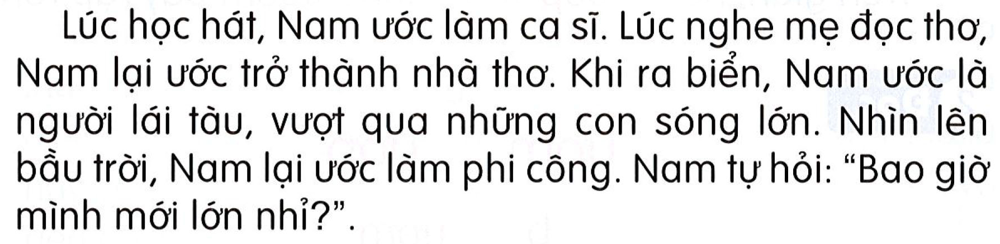 Lúc học hát, Nam ước làm ca sĩ. Lúc nghe mẹ đọc thơ,
Nam lại ước trở thành nhà thơ. Khi ra biển, Nam ước là
người lái tàu, vượt qua những con sóng lớn. Nhìn lên
bầu trời, Nam lại ước làm phi công. Nam tự hỏi: “Bao giờ
mình mới lớn nhỉ?”.